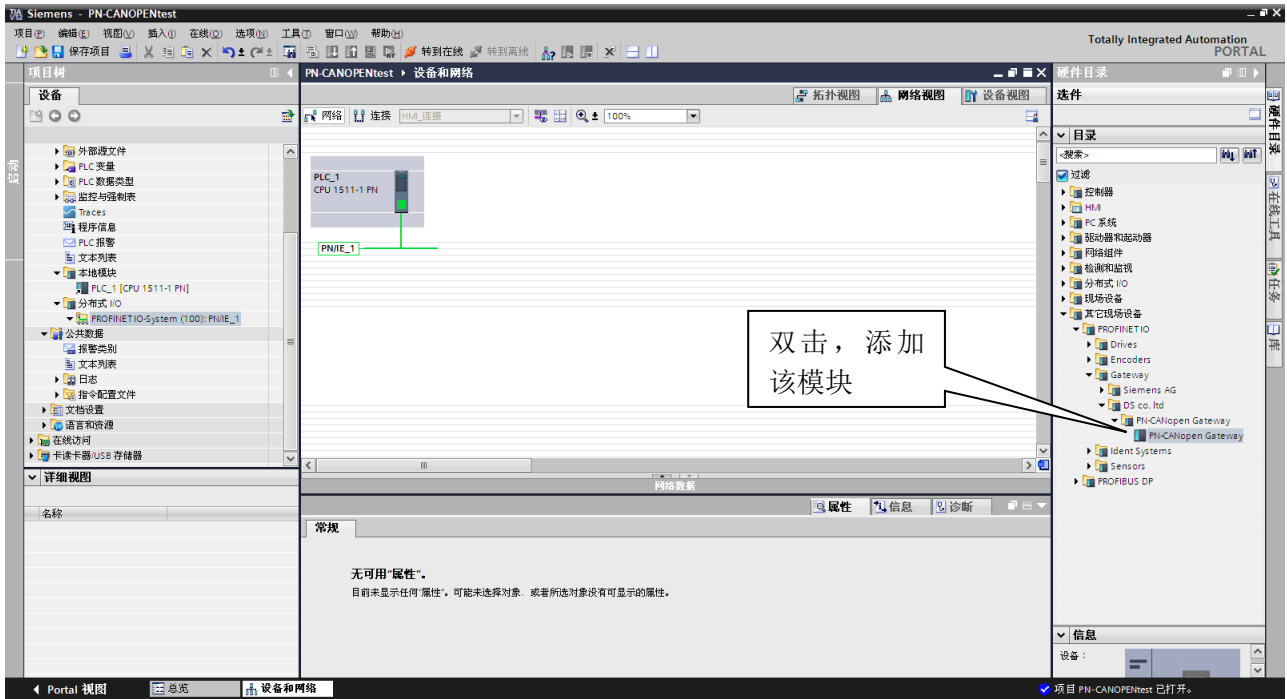 Siemens - PN-CANOPENtest
项目(P) 编辑(E) 视图(V) 插入(I) 在线(O) 选项(N) 工具(T) 窗口(W) 帮助(H)
Totally Integrated Automation
PORTAL
保存项目 转到在线 转到离线
项目树
PN-CANOPENtest ▸ 设备和网络
硬件目录
设备
拓扑视图 网络视图 设备视图
选件
网络 连接 HMI_连接 100%
目录
<搜索>
过滤
外部源文件
PLC 变量
PLC 数据类型
监控与强制表
Traces
程序信息
PLC 报警
文本列表
本地模块
PLC_1 [CPU 1511-1 PN]
分布式 I/O
PROFINET IO-System (100): PN/IE_1
公共数据
报警类别
文本列表
日志
指令配置文件
文档设置
语言和资源
在线访问
读卡器/USB 存储器
启动
PLC_1
CPU 1511-1 PN
PN/IE_1
双击，添加
该模块
控制器
HMI
PC 系统
驱动器和起动器
网络组件
检测和监视
分布式 I/O
现场设备
其它现场设备
PROFINET IO
Drives
Encoders
Gateway
Siemens AG
DS co. ltd
PN-CANopen Gateway
PN-CANopen Gateway
Ident Systems
Sensors
PROFIBUS DP
硬件目录
在线工具
任务
库
详细视图
名称
网络数据
属性 信息 诊断
常规
无可用“属性”。
目前未显示任何“属性”。可能未选择对象，或者所选对象没有可显示的属性。
信息
设备：
Portal 视图 总览 设备和网络
项目 PN-CANOPENtest 已打开。